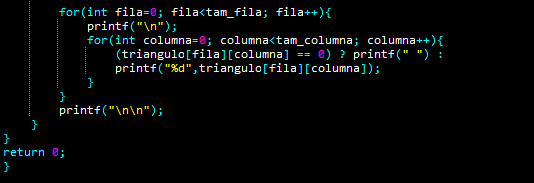 for(int fila=0; fila<tam_fila; fila++){
printf("\n");
for(int columna=0; columna<tam_columna; columna++){
(triangulo[fila][columna] == 0) ? printf(" ") :
printf("%d",triangulo[fila][columna]);
}
}
printf("\n\n");
}
}
return 0;
}